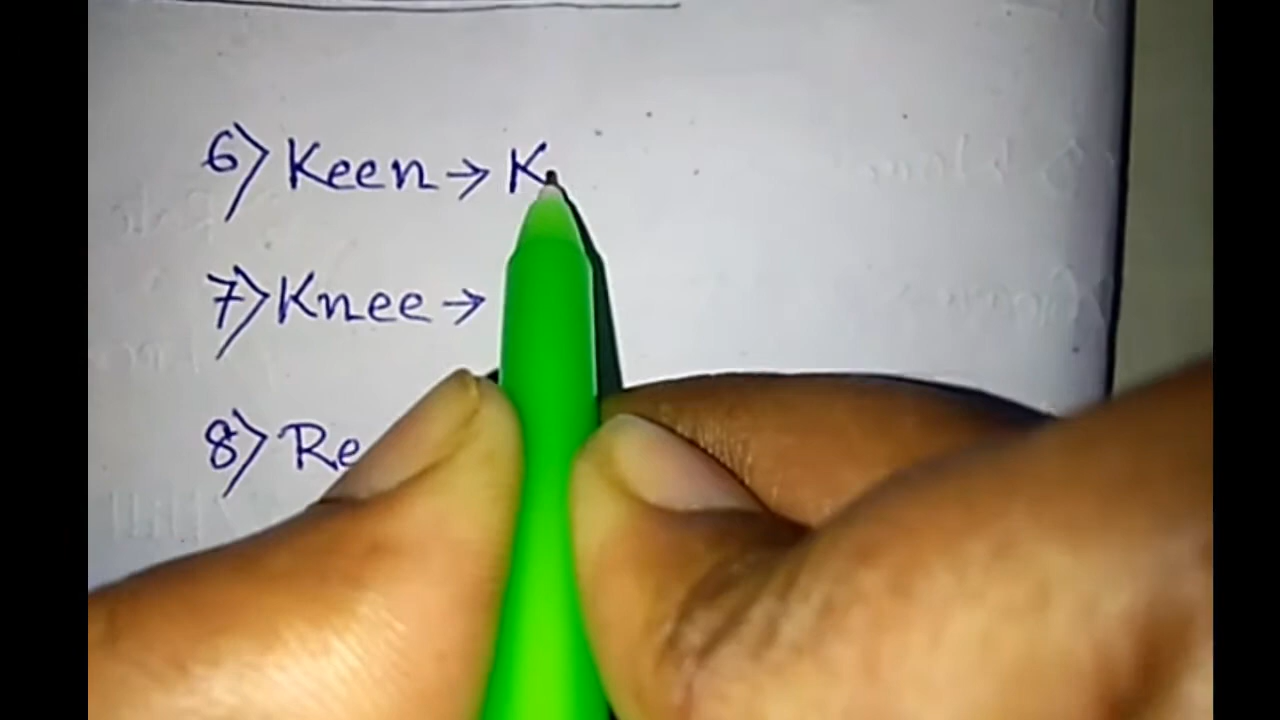 6) Keen → K
7) Knee →
8) Re